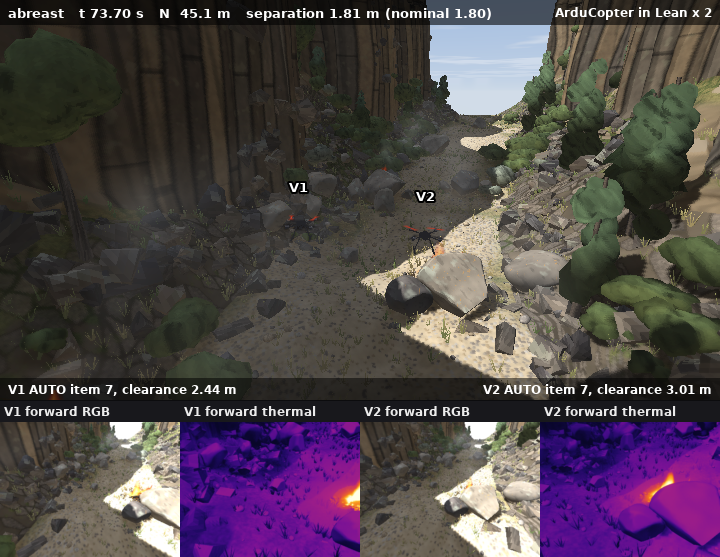 abreast t 73.70 s N 45.1 m separation 1.81 m (nominal 1.80)
ArduCopter in Lean x 2
V1
V2
V1 AUTO item 7, clearance 2.44 m
V2 AUTO item 7, clearance 3.01 m
V1 forward RGB
V1 forward thermal
V2 forward RGB
V2 forward thermal